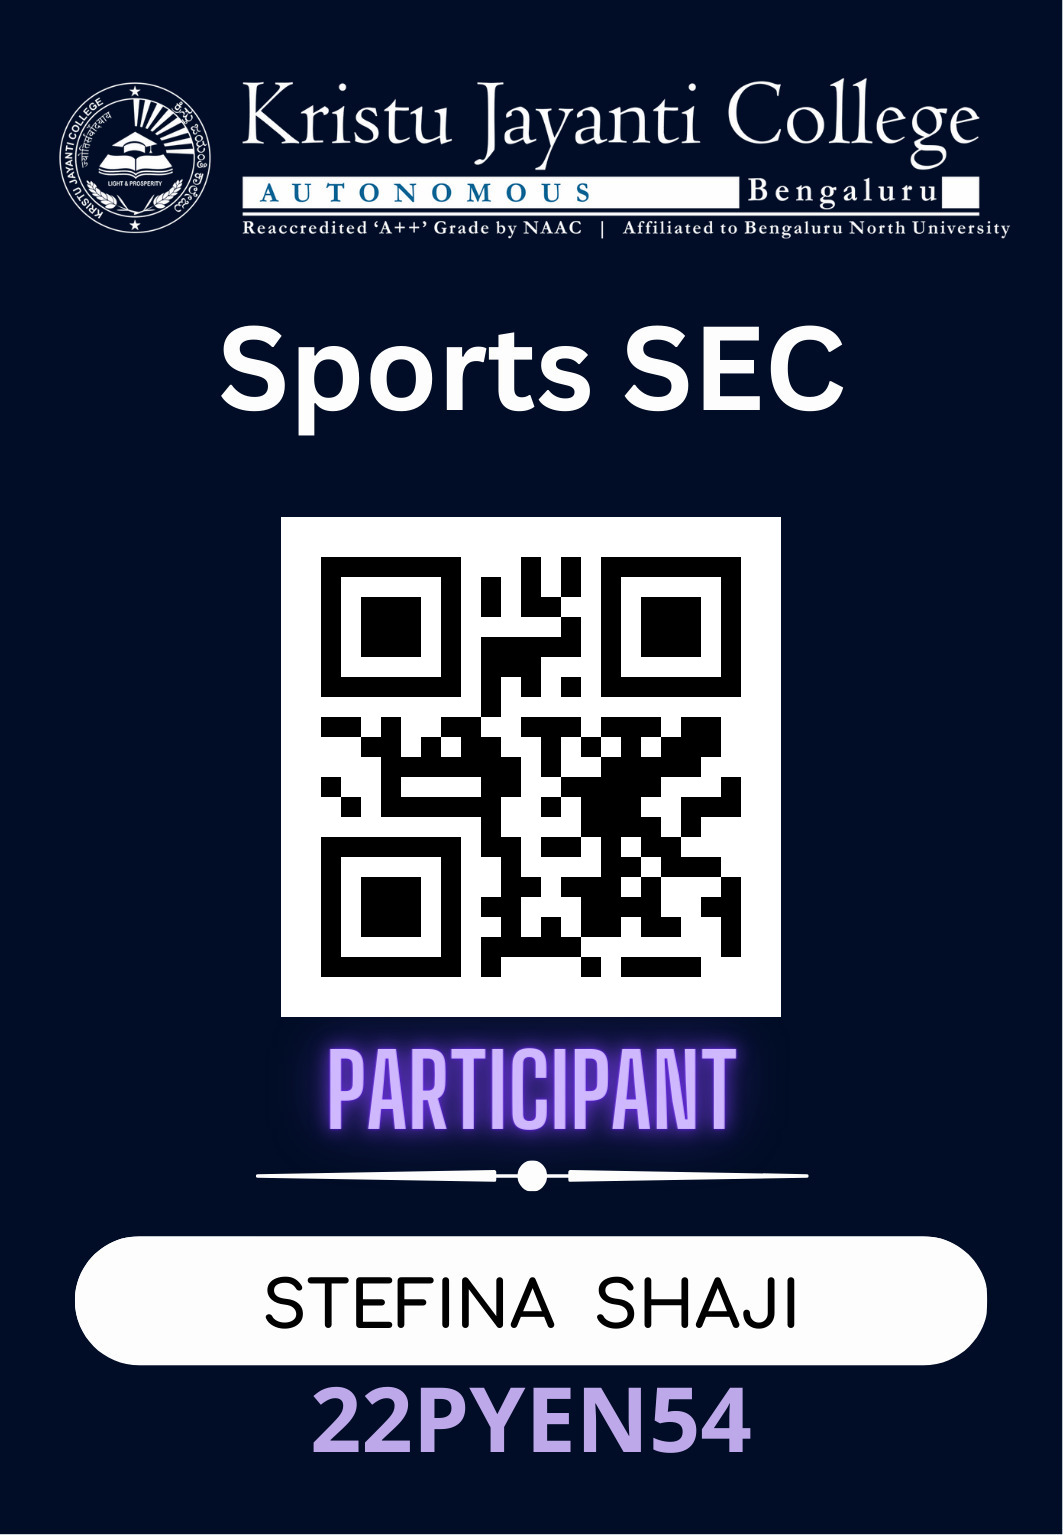 Kristu Jayanti College
AUTONOMOUS Bengaluru
Reaccredited ‘A++’ Grade by NAAC | Affiliated to Bengaluru North University
KRISTU JAYANTI COLLEGE
LIGHT & PROSPERITY
Sports SEC
PARTICIPANT
STEFINA SHAJI
22PYEN54